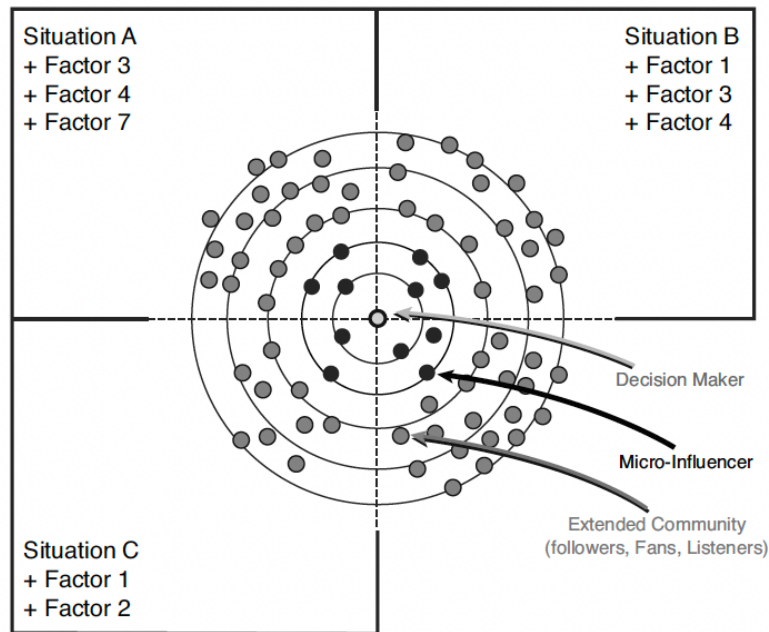 Situation A
+ Factor 3
+ Factor 4
+ Factor 7
Situation B
+ Factor 1
+ Factor 3
+ Factor 4
Decision Maker
Micro-Influencer
Extended Community
(followers, Fans, Listeners)
Situation C
+ Factor 1
+ Factor 2